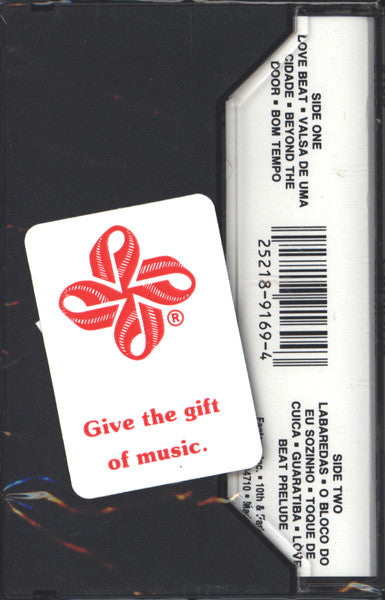 SIDE ONE
LOVE BEAT • VALSA DE UMA
CIDADE • BEYOND THE
DOOR • BOM TEMPO
25218-9169-4
SIDE TWO
LABAREDAS • O BLOCO DO
EU SOZINHO • TOQUE DE
CUICA • GUARATIBA • LOVE
BEAT PRELUDE
10th &
®
Give the gift
of music.